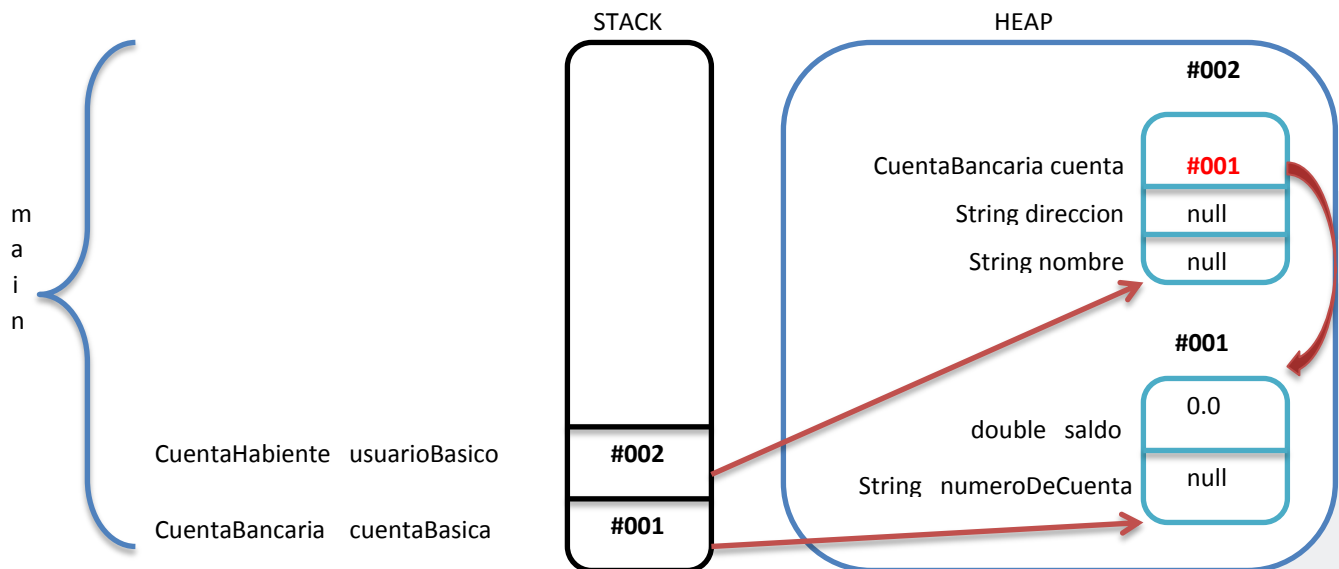 STACK
HEAP
#002
CuentaBancaria cuenta
#001
String direccion
null
String nombre
null
m
a
i
n
#001
0.0
double saldo
CuentaHabiente usuarioBasico
#002
String numeroDeCuenta
null
CuentaBancaria cuentaBasica
#001